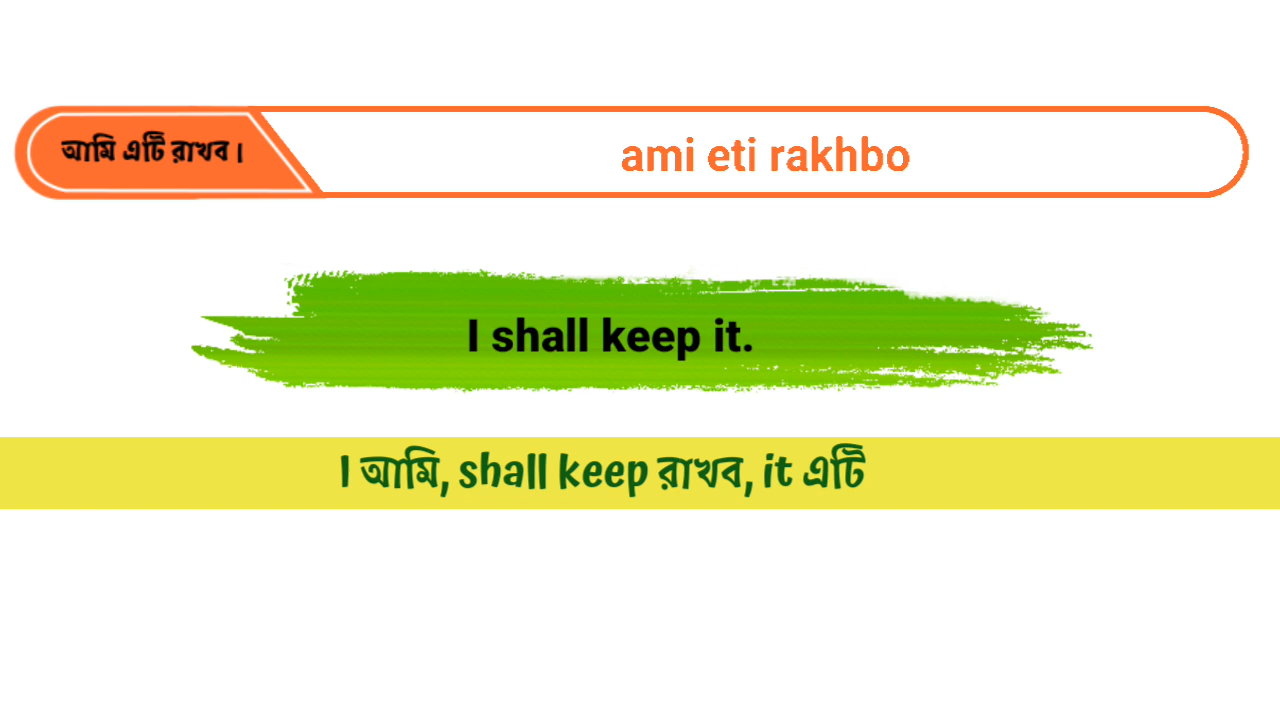 আমি এটি রাখব।
ami eti rakhbo
I shall keep it.
I আমি, shall keep রাখব, it এটি